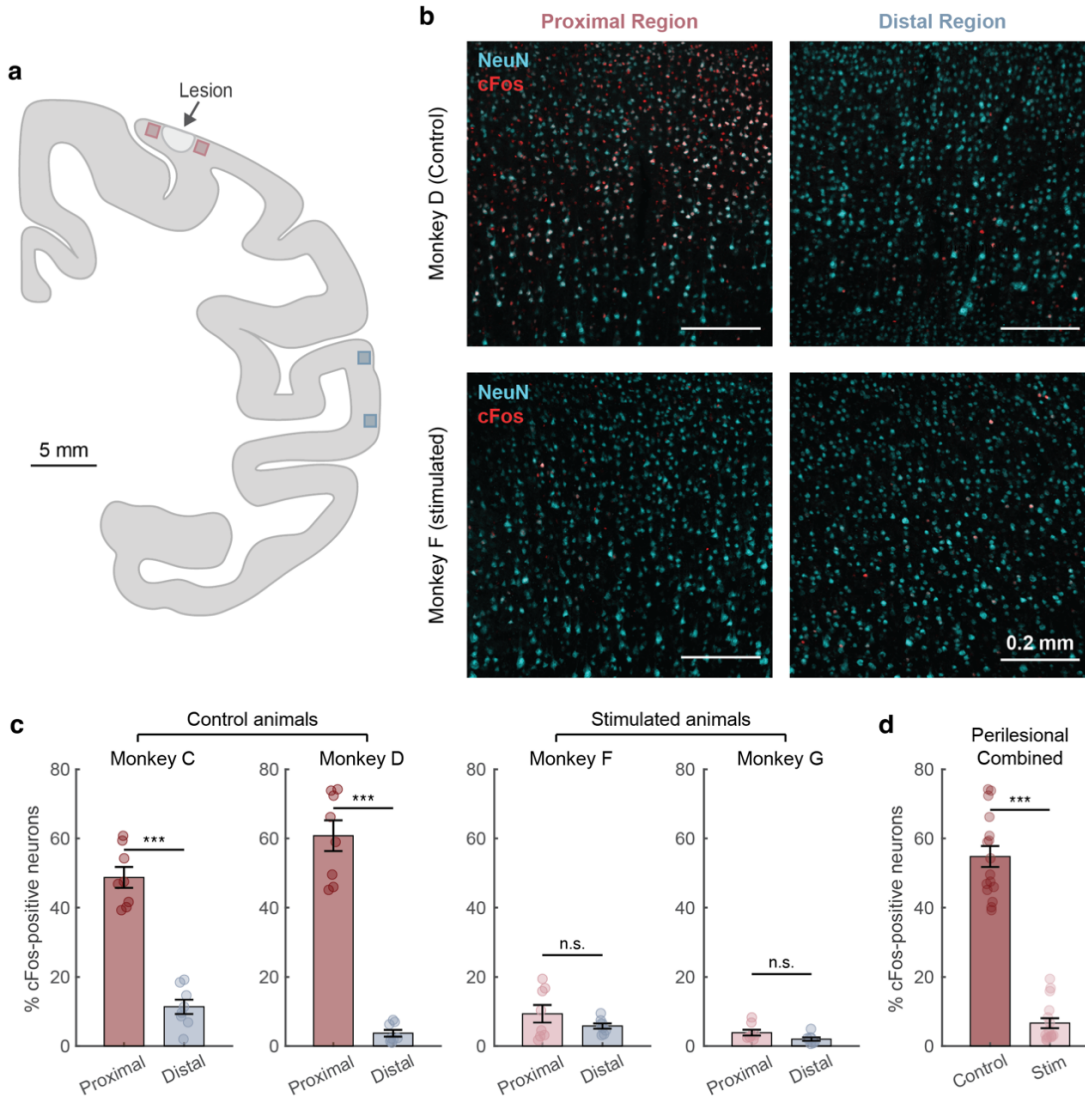 a
Lesion
5 mm
b
Proximal Region
Distal Region
Monkey D (Control)
NeuN
cFos
Monkey F (stimulated)
NeuN
cFos
0.2 mm
c
Control animals
Stimulated animals
Monkey C
Monkey D
Monkey F
Monkey G
% cFos-positive neurons
80
60
40
20
0
***
Proximal
Distal
80
60
40
20
0
***
Proximal
Distal
80
60
40
20
0
n.s.
Proximal
Distal
80
60
40
20
0
n.s.
Proximal
Distal
d
Perilesional
Combined
% cFos-positive neurons
80
60
40
20
0
***
Control
Stim